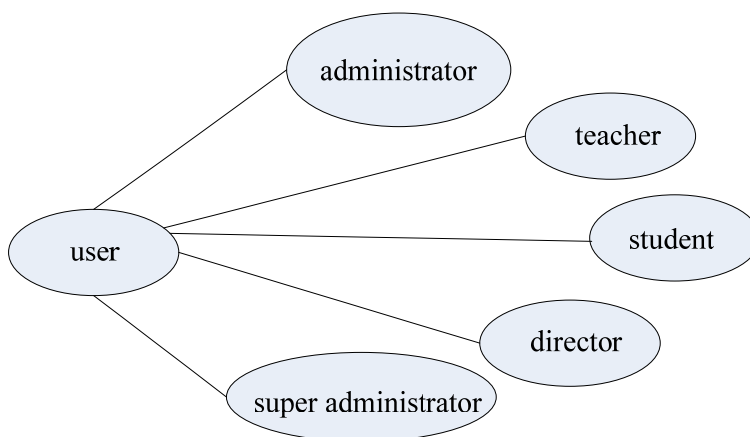 administrator
teacher
student
user
director
super administrator